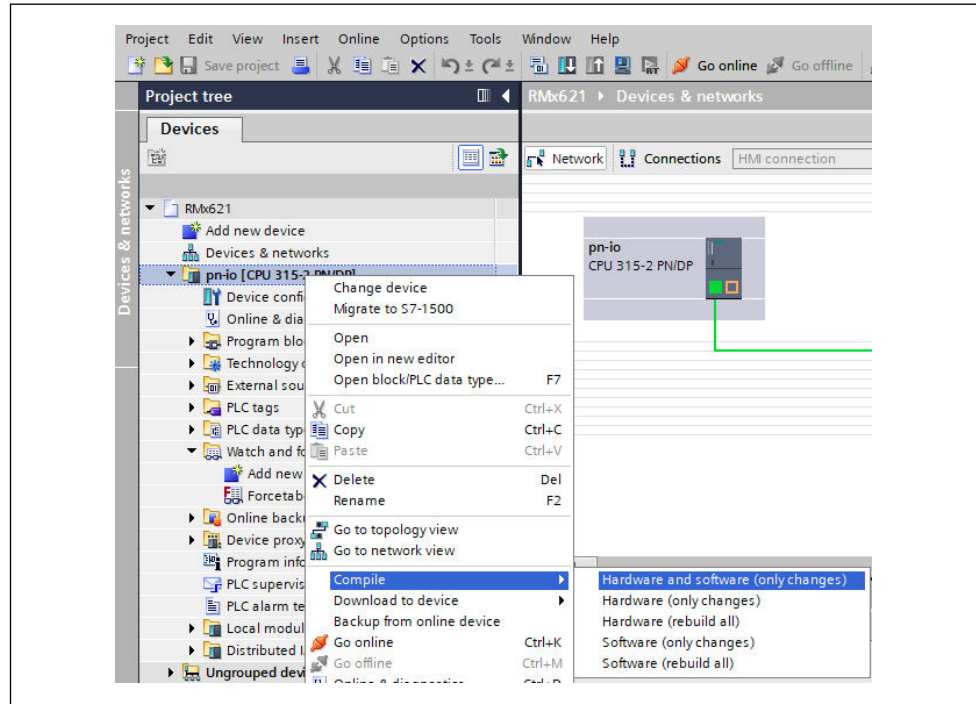 Project Edit View Insert Online Options Tools Window Help
Save project Go online Go offline
Project tree
RMx621 Devices & networks
Devices
Network Connections HMI connection
Devices & networks
RMx621
Add new device
Devices & networks
pn-io [CPU 315-2 PN/DP]
Device confi
Online & dia
Program blo
Technology o
External sou
PLC tags
PLC data typ
Watch and fo
Add new
Forcetab
Online backu
Device proxy
Program info
PLC supervis
PLC alarm te
Local modul
Distributed I
Ungrouped devi
pn-io
CPU 315-2 PN/DP
Change device
Migrate to S7-1500
Open
Open in new editor
Open block/PLC data type... F7
Cut Ctrl+X
Copy Ctrl+C
Paste Ctrl+V
Delete Del
Rename F2
Go to topology view
Go to network view
Compile
Download to device
Backup from online device
Go online Ctrl+K
Go offline Ctrl+M
Online & diagnostics Ctrl+D
Hardware and software (only changes)
Hardware (only changes)
Hardware (rebuild all)
Software (only changes)
Software (rebuild all)